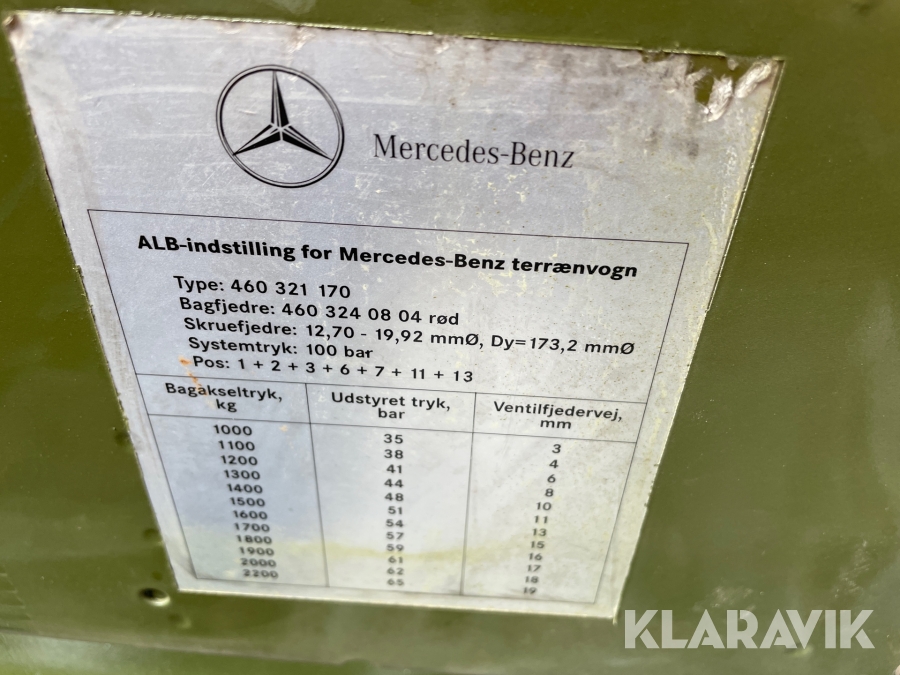 Mercedes-Benz
ALB-indstilling for Mercedes-Benz terrænvogn
Type: 460 321 170
Bagfjedre: 460 324 08 04 rød
Skruefjedre: 12,70 - 19,92 mmØ, Dy=173,2 mmØ
Systemtryk: 100 bar
Pos: 1 + 2 + 3 + 6 + 7 + 11 + 13
Bagakseltryk, kg Udstyret tryk, bar Ventilfjedervej, mm
1000 35 3
1100 38 4
1200 41 6
1300 44 8
1400 48 10
1500 51 11
1600 54 13
1700 57 15
1800 59 16
1900 61 17
2000 62 18
2200 65 19
KLARAVIK